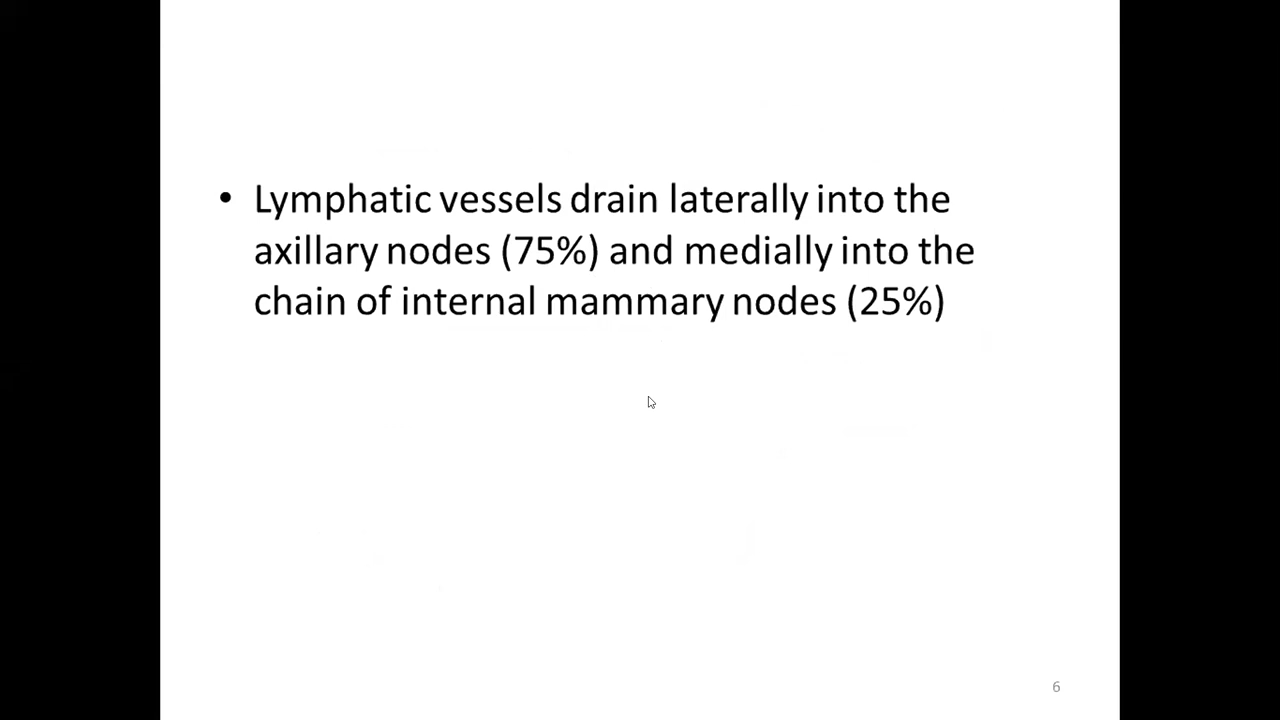 • Lymphatic vessels drain laterally into the
axillary nodes (75%) and medially into the
chain of internal mammary nodes (25%)
6